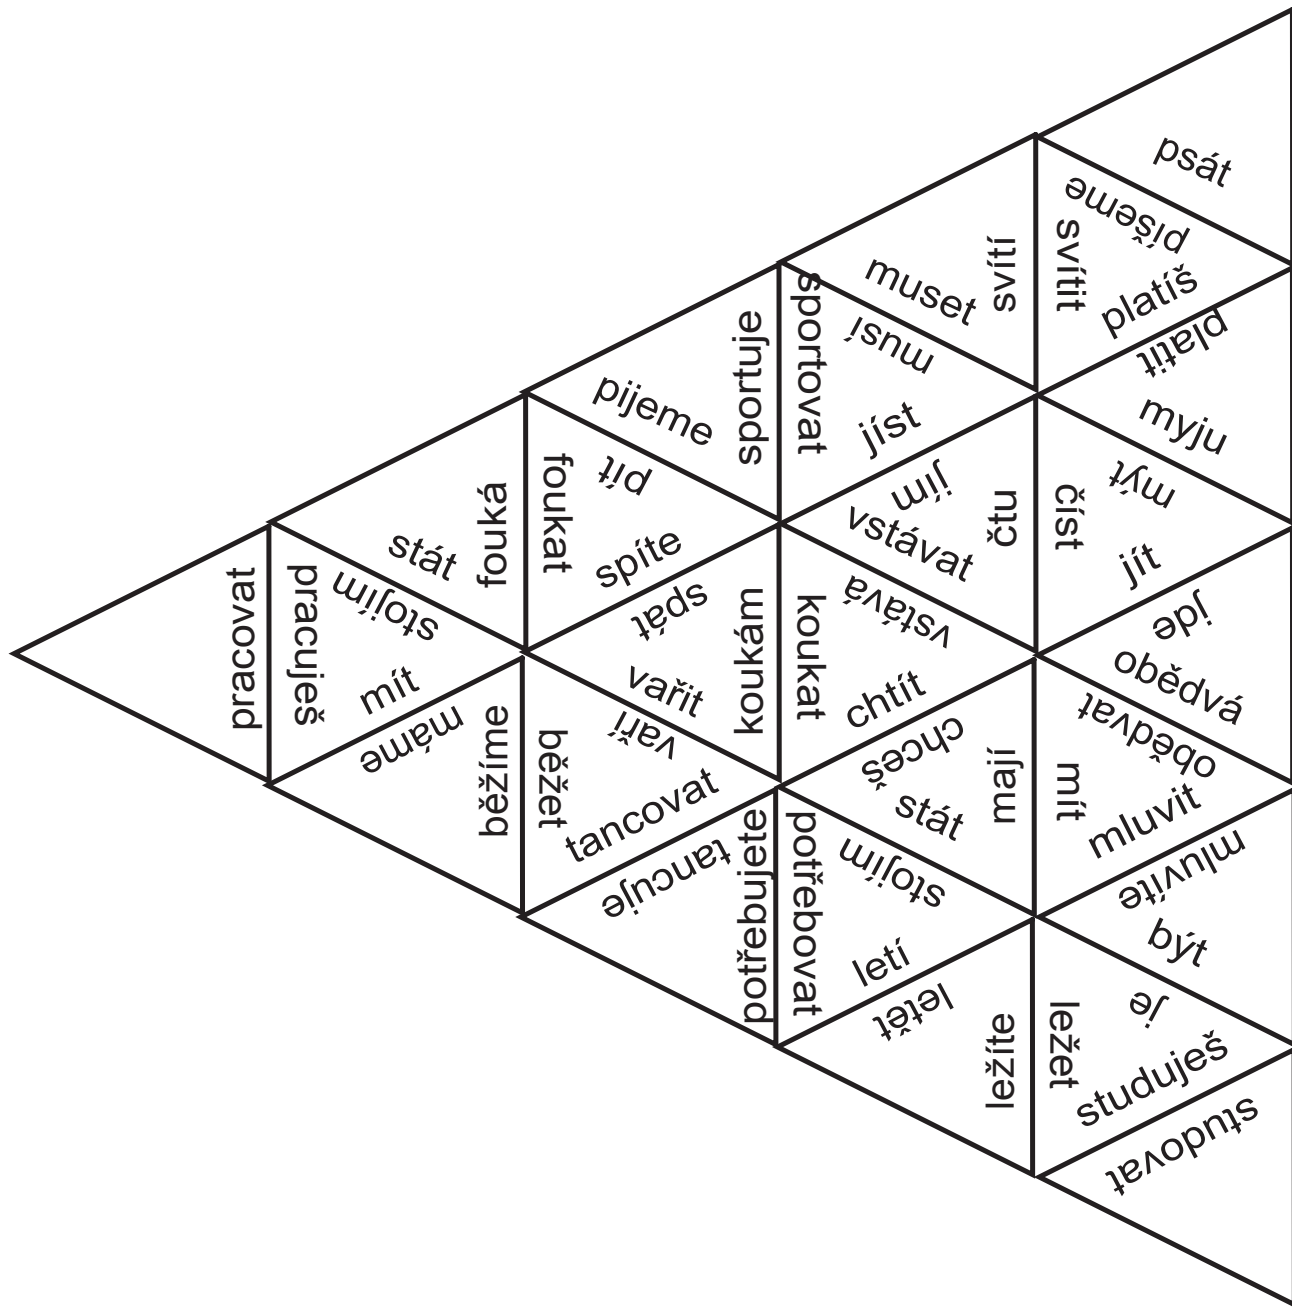 psát
píšeme
svítí
svítit
muset
platíš
sportuje
sportovat
musí
platit
pijeme
jíst
myju
foukat
pít
jím
čtu
číst
mýt
fouká
stát
spíte
vstávat
jít
pracovat
pracuješ
stojím
spát
koukám
koukat
vstává
jde
mít
vařit
chtít
obědvá
máme
běžíme
běžet
vaří
chceš
mají
mít
obědvat
tancovat
stát
mluvit
tancuje
potřebujete
potřebovat
stojím
mluvíte
letí
být
letět
ležíte
ležet
je
studuješ
studovat